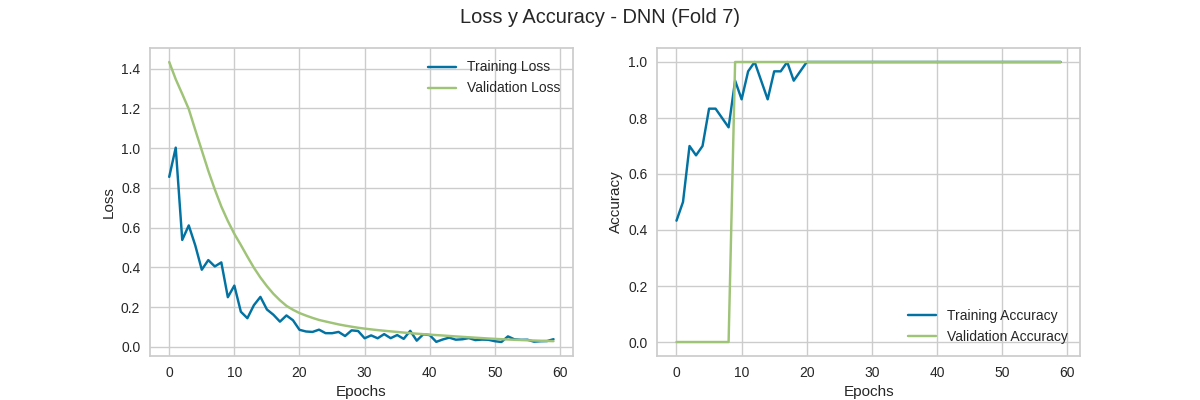 Loss y Accuracy - DNN (Fold 7)
1.4
1.2
1.0
0.8
0.6
0.4
0.2
0.0
Loss
Training Loss
Validation Loss
0 10 20 30 40 50 60
Epochs
1.0
0.8
0.6
0.4
0.2
0.0
Accuracy
Training Accuracy
Validation Accuracy
0 10 20 30 40 50 60
Epochs